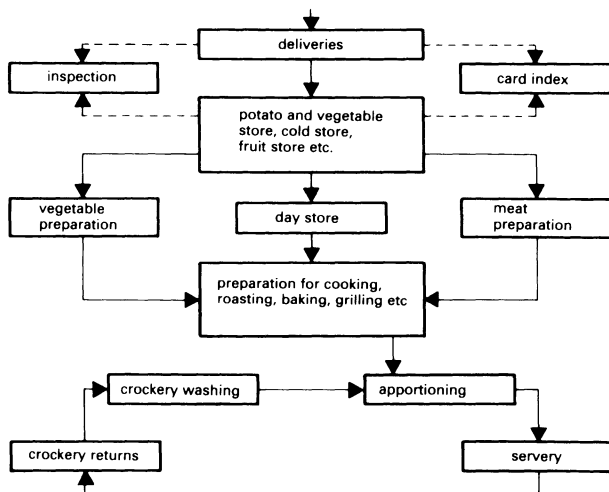 deliveries
inspection
card index
potato and vegetable
store, cold store,
fruit store etc.
vegetable
preparation
day store
meat
preparation
preparation for cooking,
roasting, baking, grilling etc
crockery washing
apportioning
crockery returns
servery